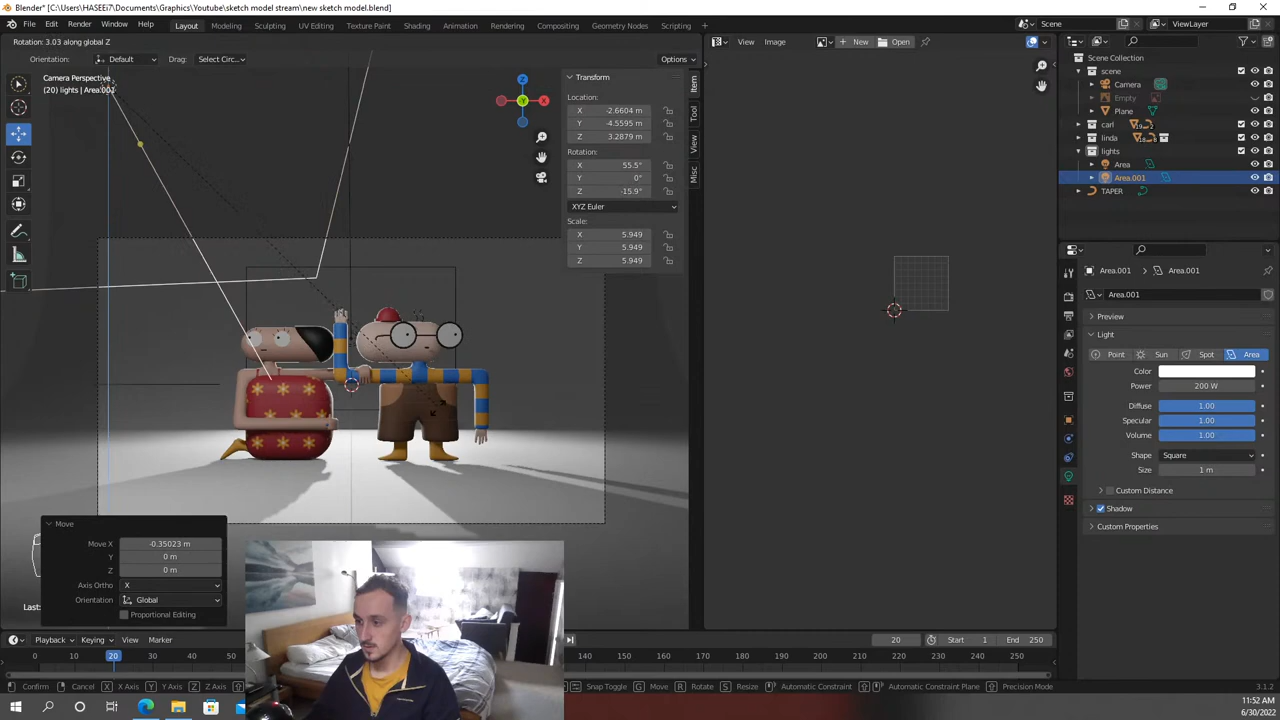 Blender* [C:\Users\HASEEi7\Documents\Graphics\Youtube\sketch model stream\new sketch model.blend]
File Edit Render Window Help Layout Modeling Sculpting UV Editing Texture Paint Shading Animation Rendering Compositing Geometry Nodes Scripting Scene ViewLayer
Rotation: 3.03 along global Z View Image New Open
Orientation: Default Drag: Select Circ... Options
Camera Perspective
(20) lights | Area.001
Z
X
Y
Transform
Location:
X -2.6604 m
Y -4.5595 m
Z 3.2879 m
Rotation:
X 55.5°
Y 0°
Z -15.9°
XYZ Euler
Scale:
X 5.949
Y 5.949
Z 5.949
Item
Tool
View
Misc
Scene Collection
scene
Camera
Empty
Plane
carl
linda
lights
Area
Area.001
TAPER
Area.001 Area.001
Area.001
Preview
Light
Point Sun Spot Area
Color
Power 200 W
Diffuse 1.00
Specular 1.00
Volume 1.00
Shape Square
Size 1 m
Custom Distance
Shadow
Custom Properties
Move
Move X -0.35023 m
Y 0 m
Z 0 m
Axis Ortho X
Orientation Global
Proportional Editing
Last:
Playback Keying View Marker 20 Start 1 End 250
0 20 140 150 160 170 180 190 200 210 220 230 240 250
Confirm Cancel X X Axis Y Y Axis Z Z Axis Snap Toggle G Move R Rotate S Resize Automatic Constraint Automatic Constraint Plane Precision Mode 3.1.2
11:52 AM
6/30/2022